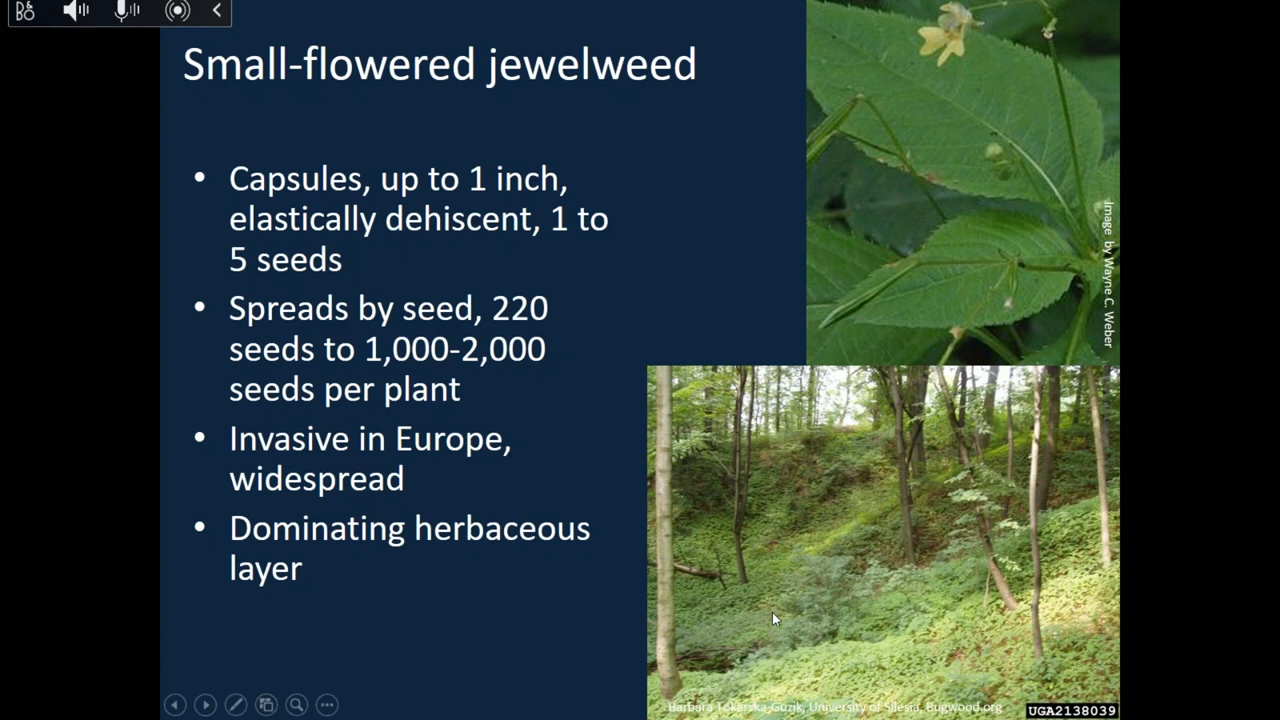 Small-flowered jewelweed
• Capsules, up to 1 inch,
elastically dehiscent, 1 to
5 seeds
• Spreads by seed, 220
seeds to 1,000-2,000
seeds per plant
• Invasive in Europe,
widespread
• Dominating herbaceous
layer
Image by Wayne C. Weber
Barbara Tokarska-Guzik, University of Silesia, Bugwood.org
UGA2138039